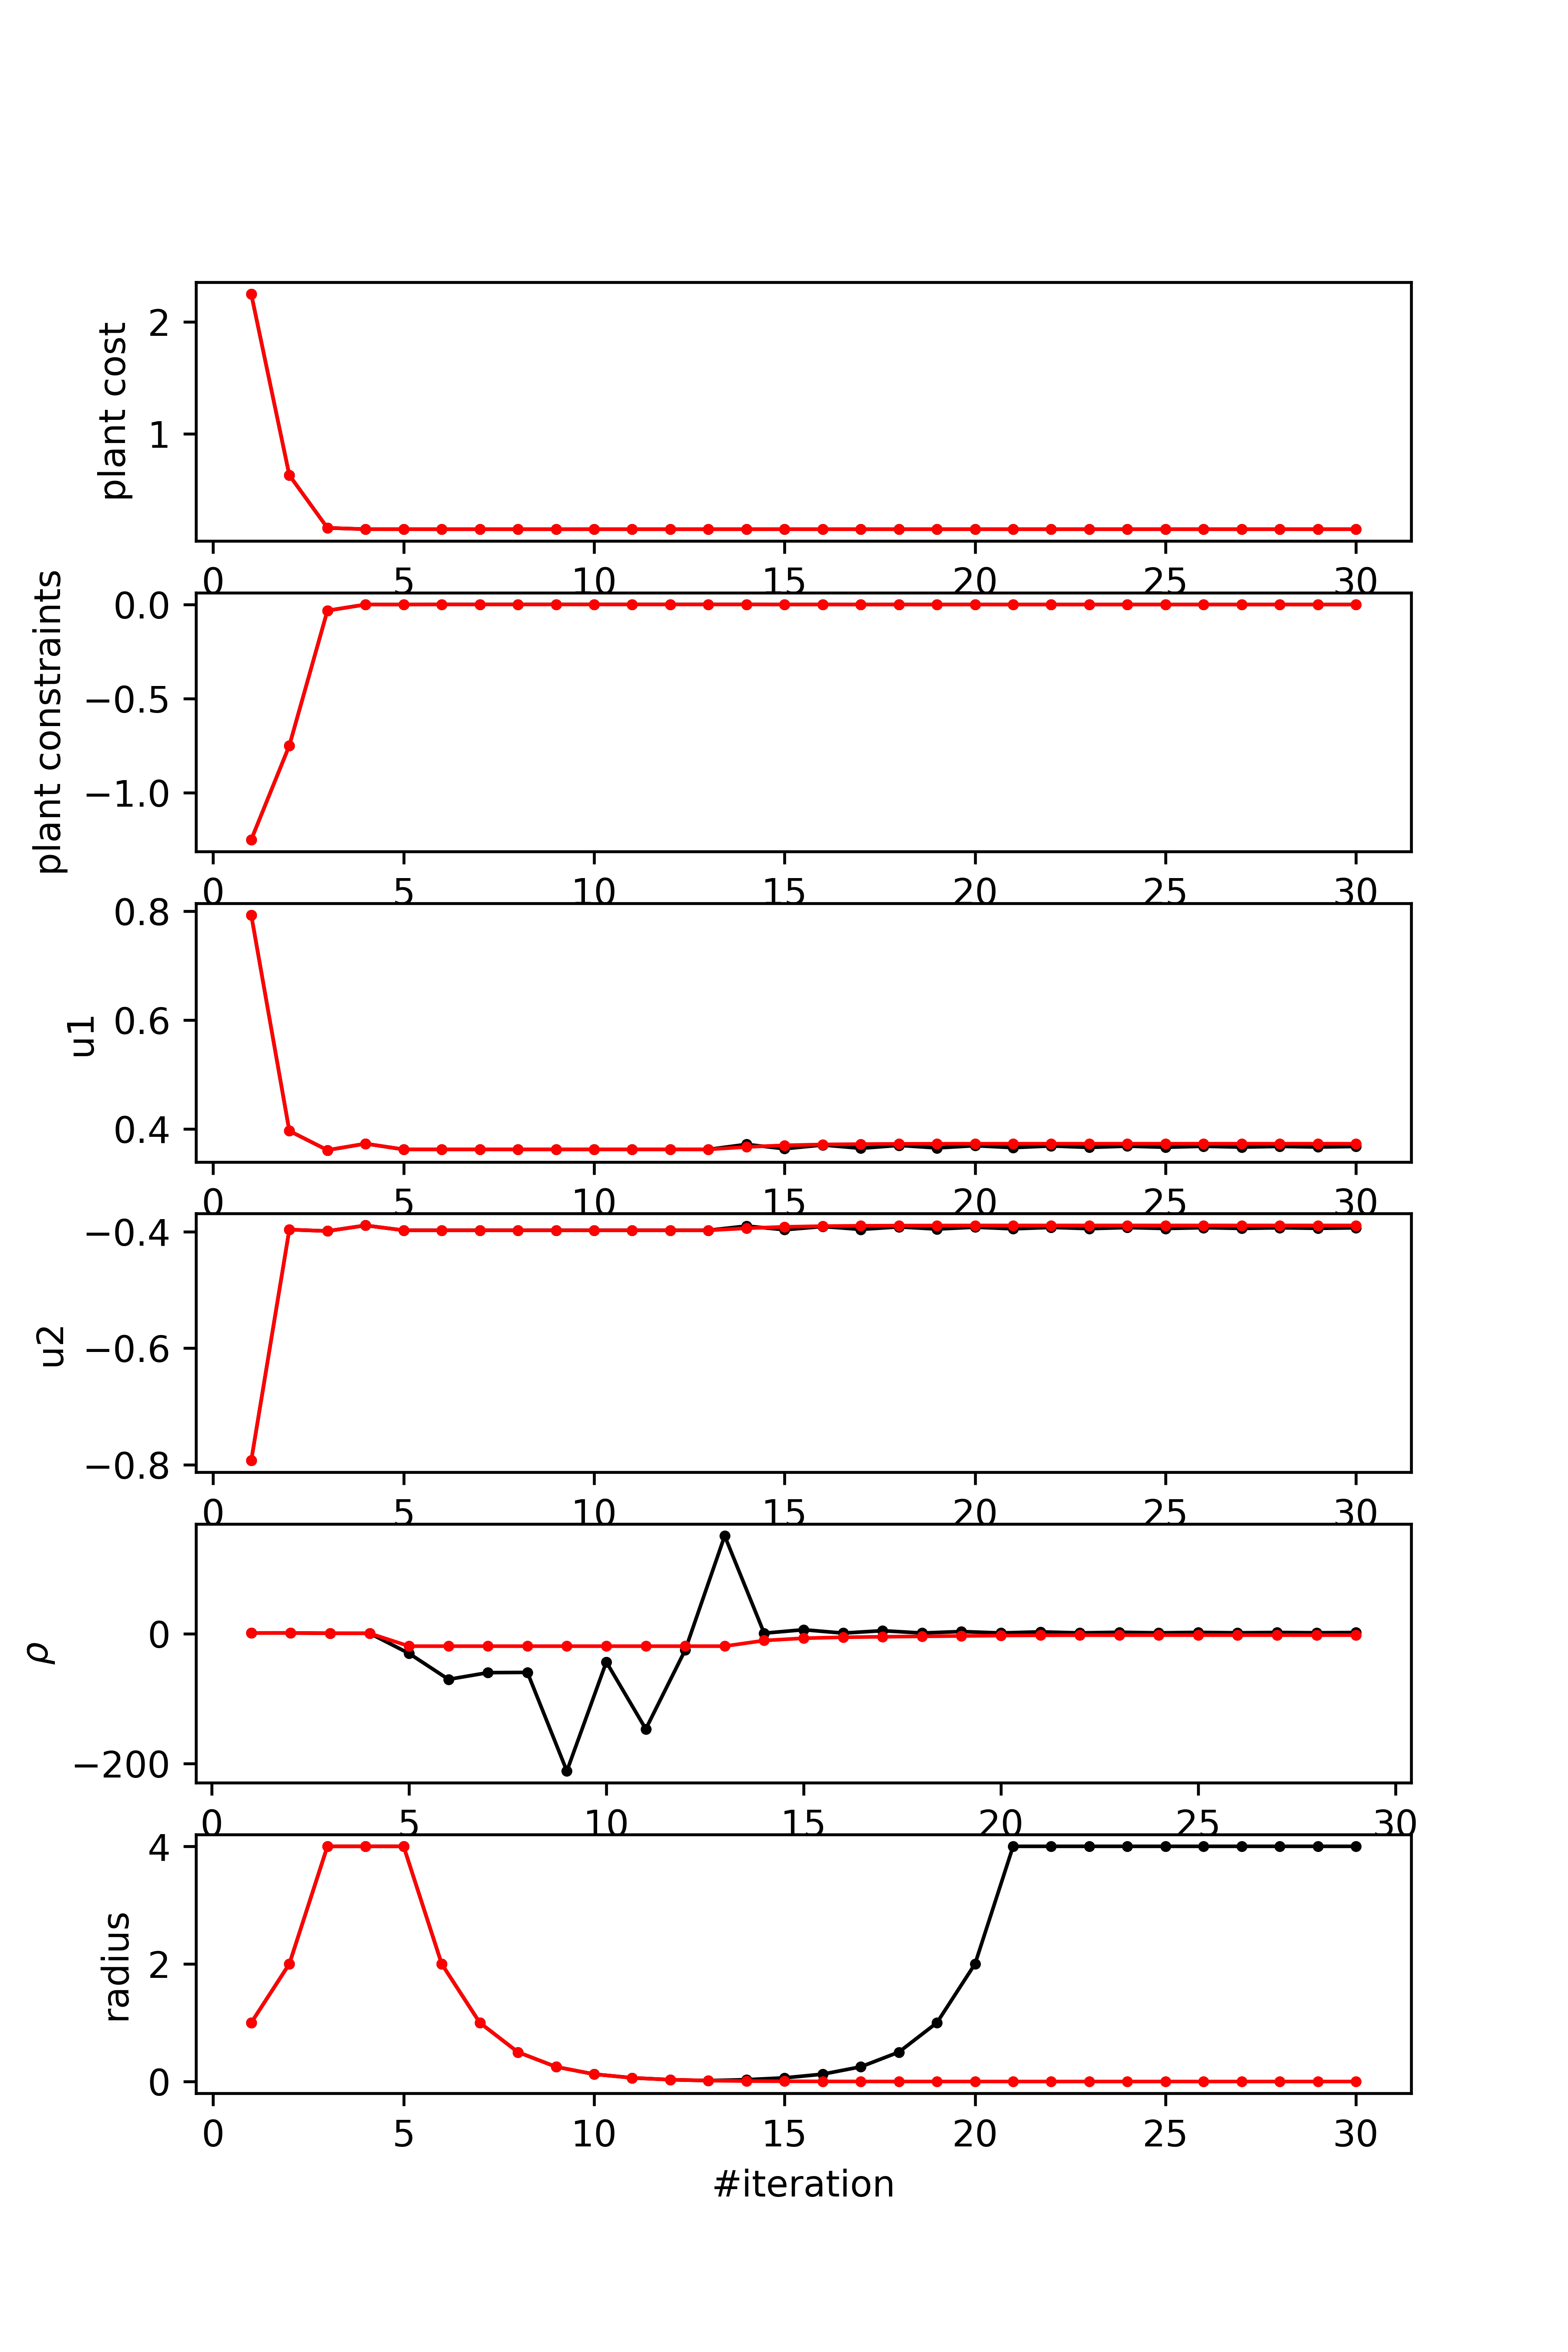 plant cost
2
1
0 5 10 15 20 25 30
plant constraints
0.0
−0.5
−1.0
0 5 10 15 20 25 30
u1
0.8
0.6
0.4
0 5 10 15 20 25 30
u2
−0.4
−0.6
−0.8
0 5 10 15 20 25 30
ρ
0
−200
0 5 10 15 20 25 30
radius
4
2
0
0 5 10 15 20 25 30
#iteration